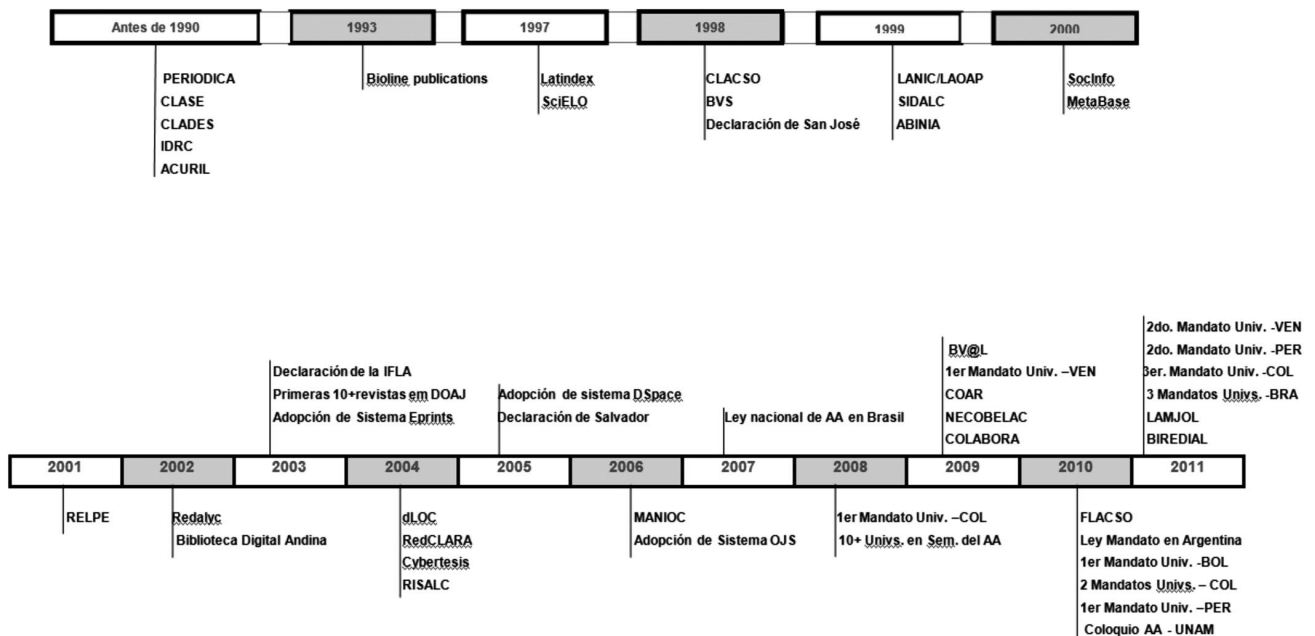 Antes de 1990
PERIODICA
CLASE
CLADES
IDRC
ACURIL
1993
Bioline publications
1997
Latindex
SciELO
1998
CLACSO
BVS
Declaración de San José
1999
LANIC/LAOAP
SIDALC
ABINIA
2000
SocInfo
MetaBase
2001
RELPE
2002
Redalyc
Biblioteca Digital Andina
Declaración de la IFLA
Primeras 10+revistas em DOAJ
Adopción de Sistema Eprints
2003
2004
dLOC
RedCLARA
Cybertesis
RISALC
Adopción de sistema DSpace
Declaración de Salvador
2005
2006
MANIOC
Adopción de Sistema OJS
Ley nacional de AA en Brasil
2007
2008
1er Mandato Univ. –COL
10+ Univs. en Sem. del AA
BV@L
1er Mandato Univ. –VEN
COAR
NECOBELAC
COLABORA
2009
2010
FLACSO
Ley Mandato en Argentina
1er Mandato Univ. -BOL
2 Mandatos Univs. – COL
1er Mandato Univ. –PER
Coloquio AA - UNAM
2do. Mandato Univ. -VEN
2do. Mandato Univ. -PER
3er. Mandato Univ. -COL
3 Mandatos Univs. -BRA
LAMJOL
BIREDIAL
2011